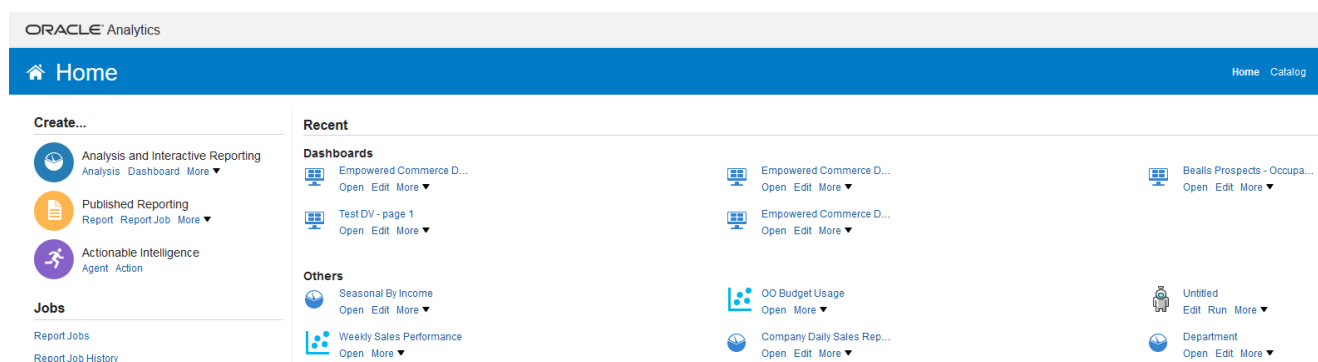 ORACLE Analytics
Home
Home Catalog
Create...
Analysis and Interactive Reporting
Analysis Dashboard More
Published Reporting
Report Report Job More
Actionable Intelligence
Agent Action
Jobs
Report Jobs
Report Job History
Recent
Dashboards
Empowered Commerce D...
Open Edit More
Empowered Commerce D...
Open Edit More
Bealls Prospects - Occupa...
Open Edit More
Test DV - page 1
Open Edit More
Empowered Commerce D...
Open Edit More
Others
Seasonal By Income
Open Edit More
OO Budget Usage
Open More
Untitled
Edit Run More
Weekly Sales Performance
Open More
Company Daily Sales Rep...
Open Edit More
Department
Open Edit More